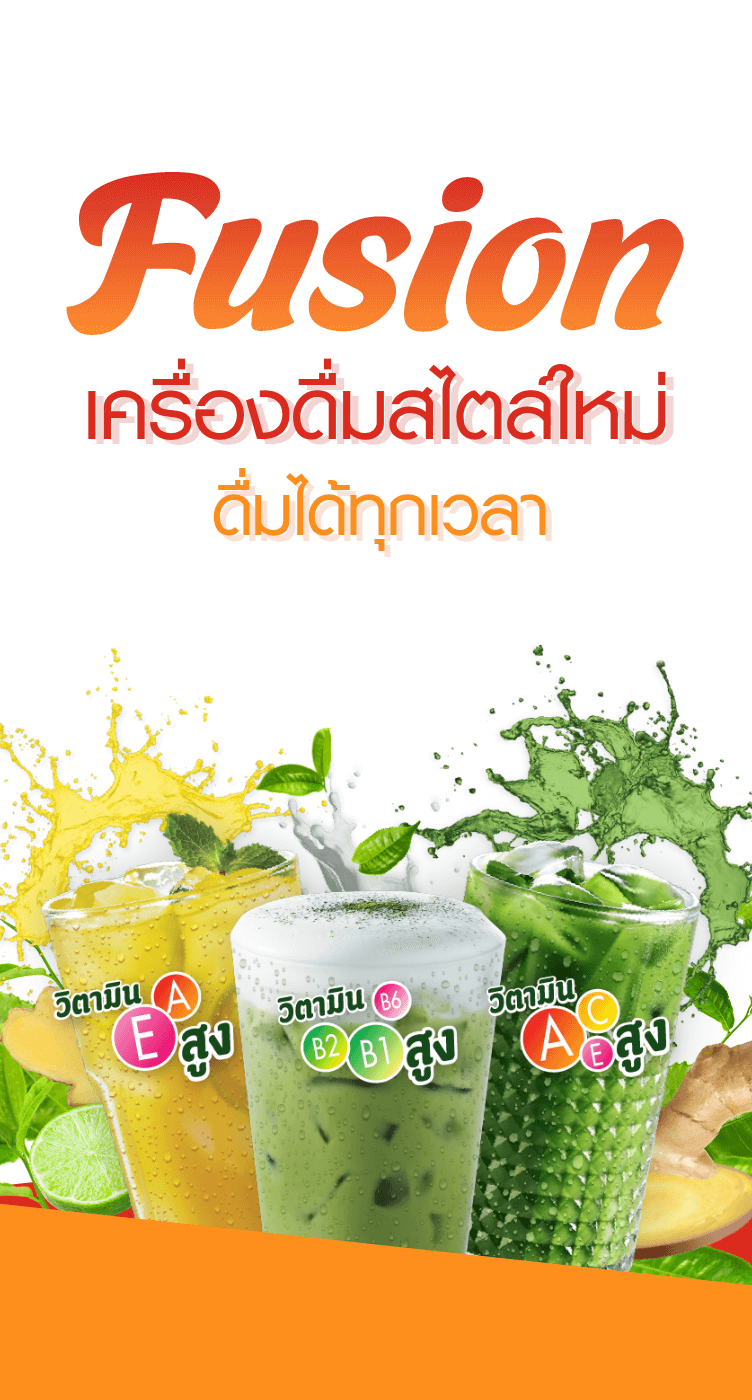 Fusion
เครื่องดื่มสไตล์ใหม่
ดื่มได้ทุกเวลา
วิตามิน A
E สูง
วิตามิน B6
B2 B1 สูง
วิตามิน C
A E สูง